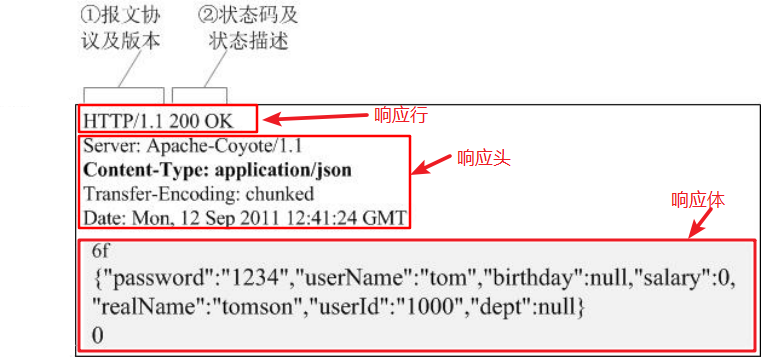 ①报文协
议及版本
②状态码及
状态描述
HTTP/1.1 200 OK
响应行
Server: Apache-Coyote/1.1
Content-Type: application/json
响应头
Transfer-Encoding: chunked
Date: Mon, 12 Sep 2011 12:41:24 GMT
响应体
6f
{"password":"1234","userName":"tom","birthday":null,"salary":0,
"realName":"tomson","userId":"1000","dept":null}
0